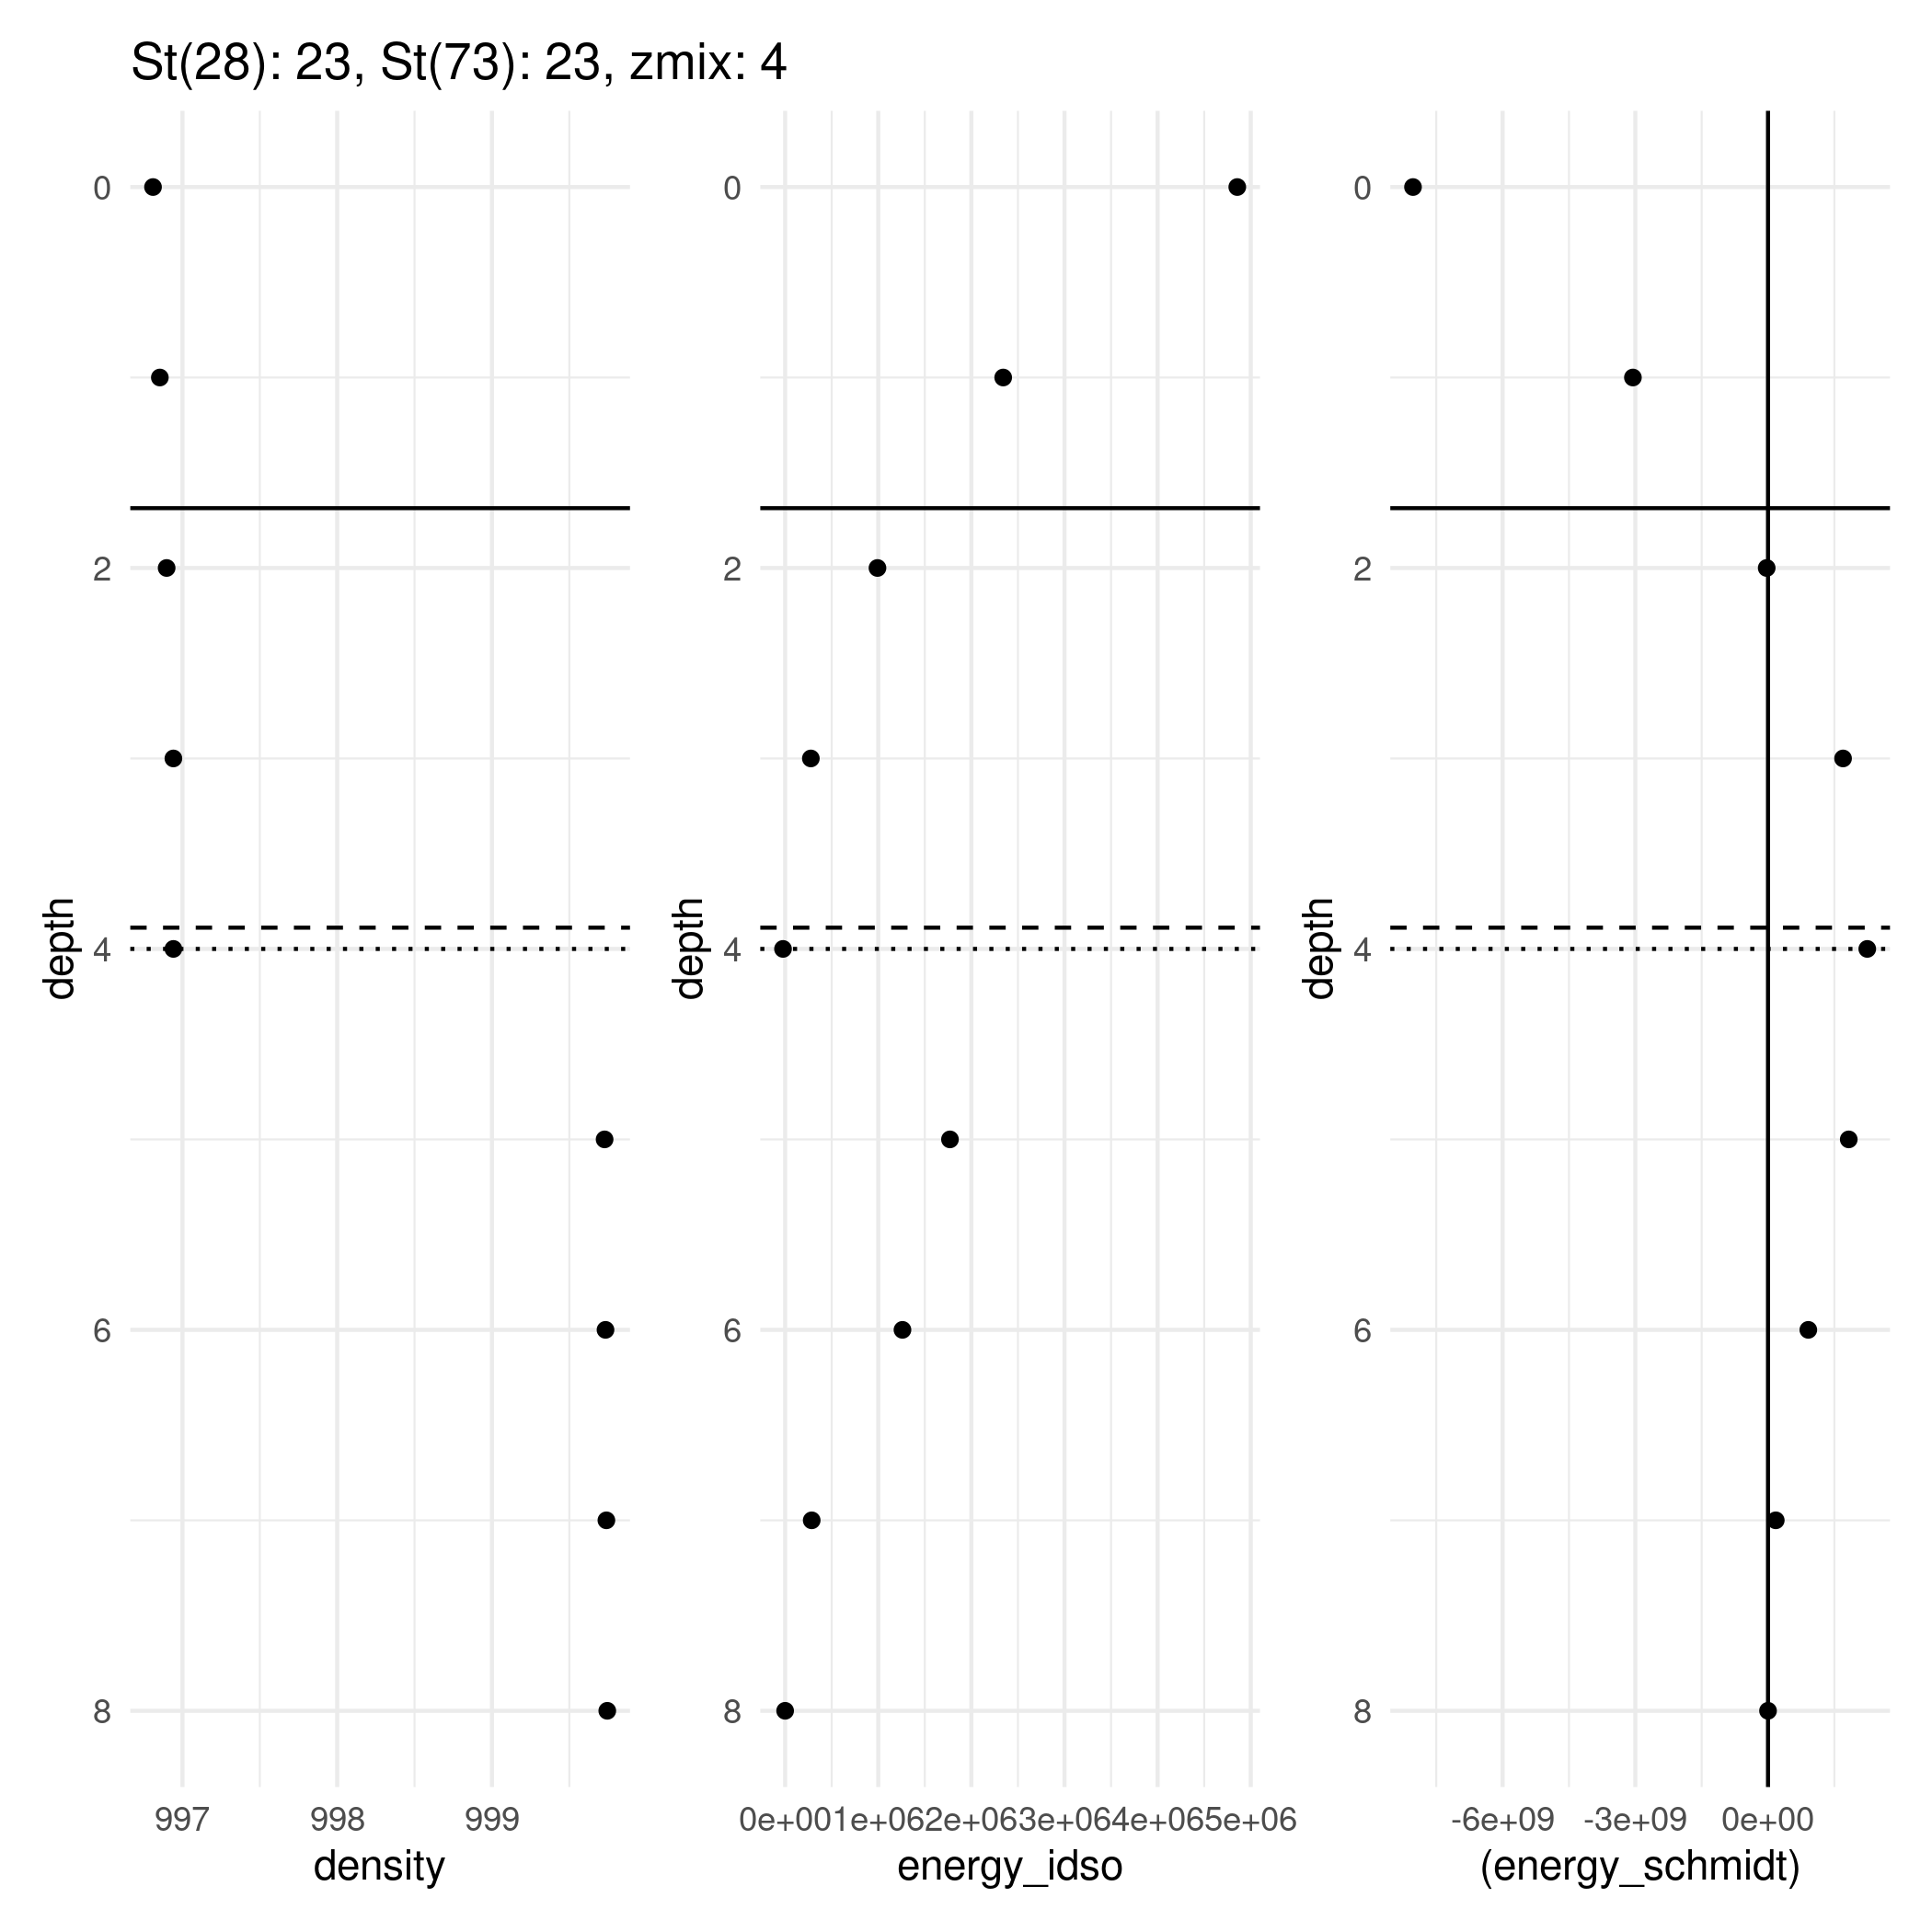 St(28): 23, St(73): 23, zmix: 4
depth
0
2
4
6
8
997 998 999
density
depth
0
2
4
6
8
0e+001e+062e+063e+064e+065e+06
energy_idso
depth
0
2
4
6
8
-6e+09 -3e+09 0e+00
(energy_schmidt)